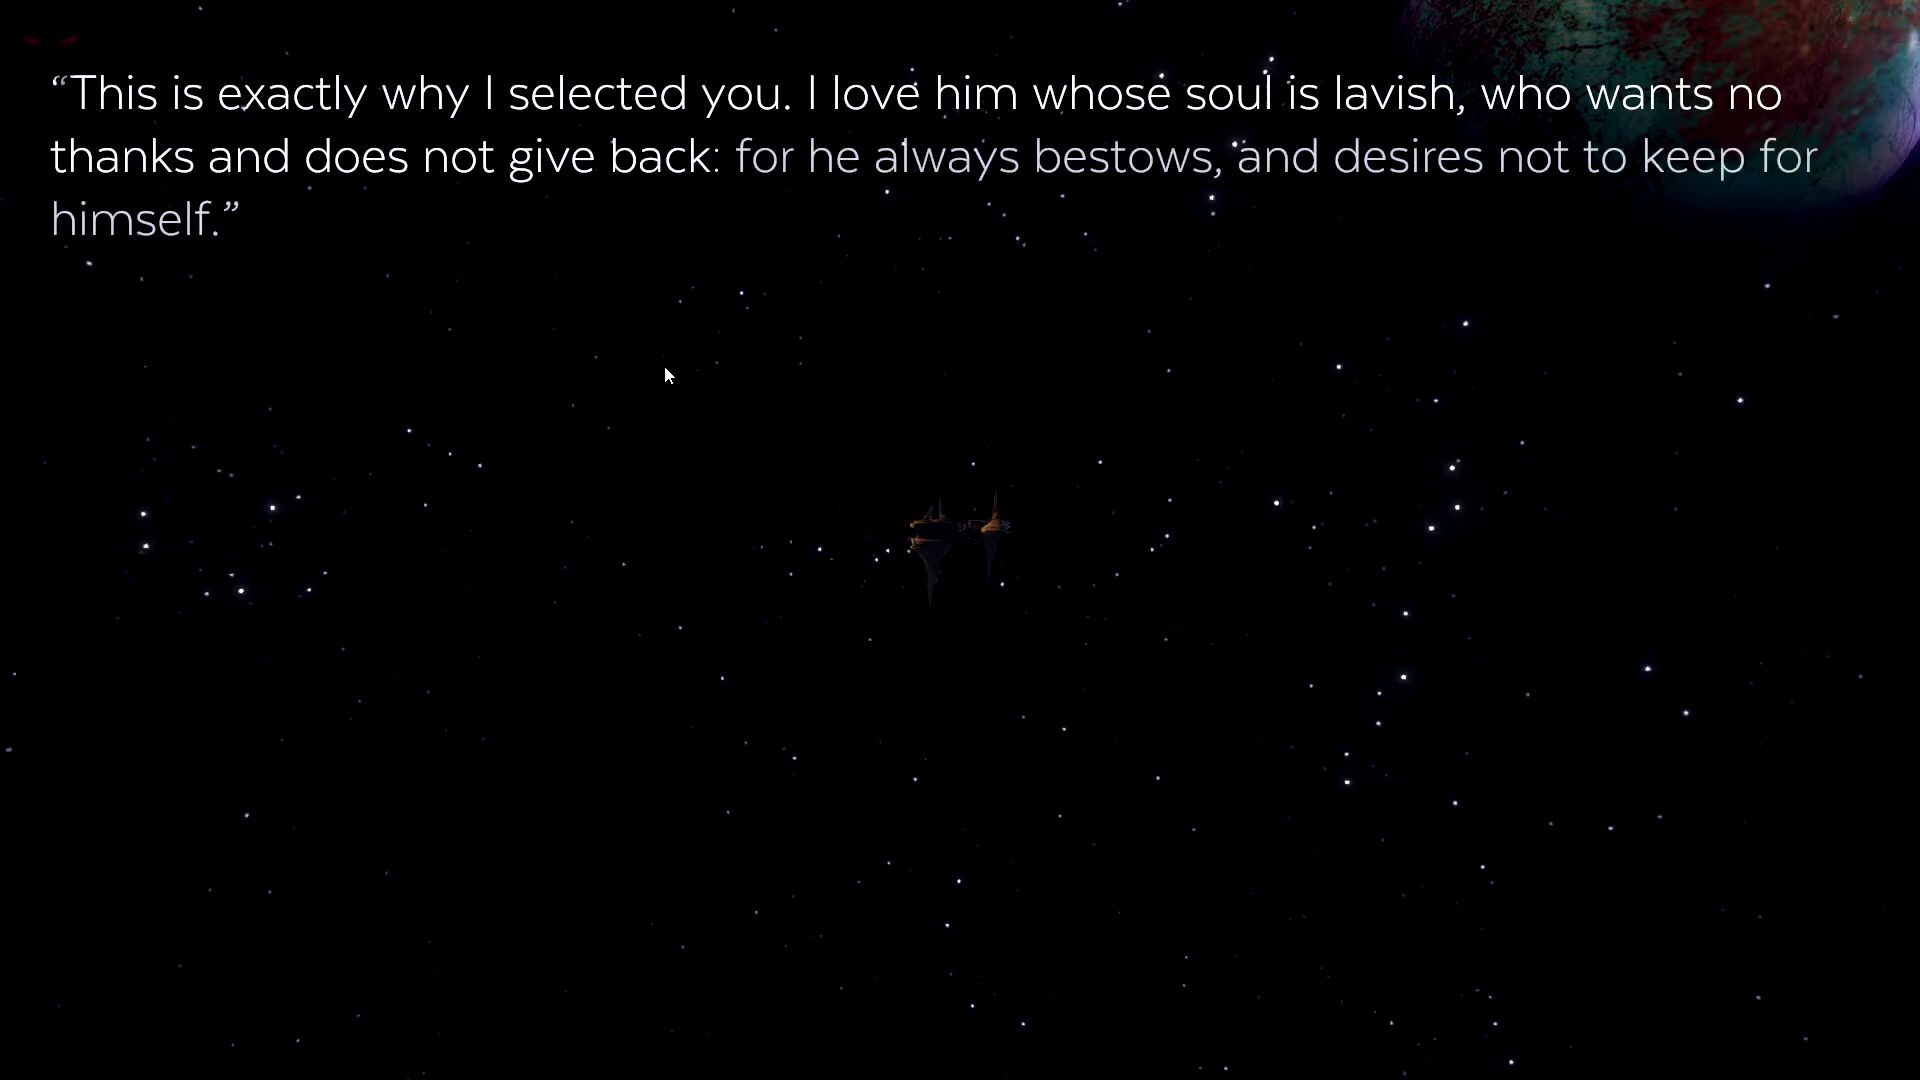 “This is exactly why I selected you. I love him whose soul is lavish, who wants no
thanks and does not give back: for he always bestows, and desires not to keep for
himself.”